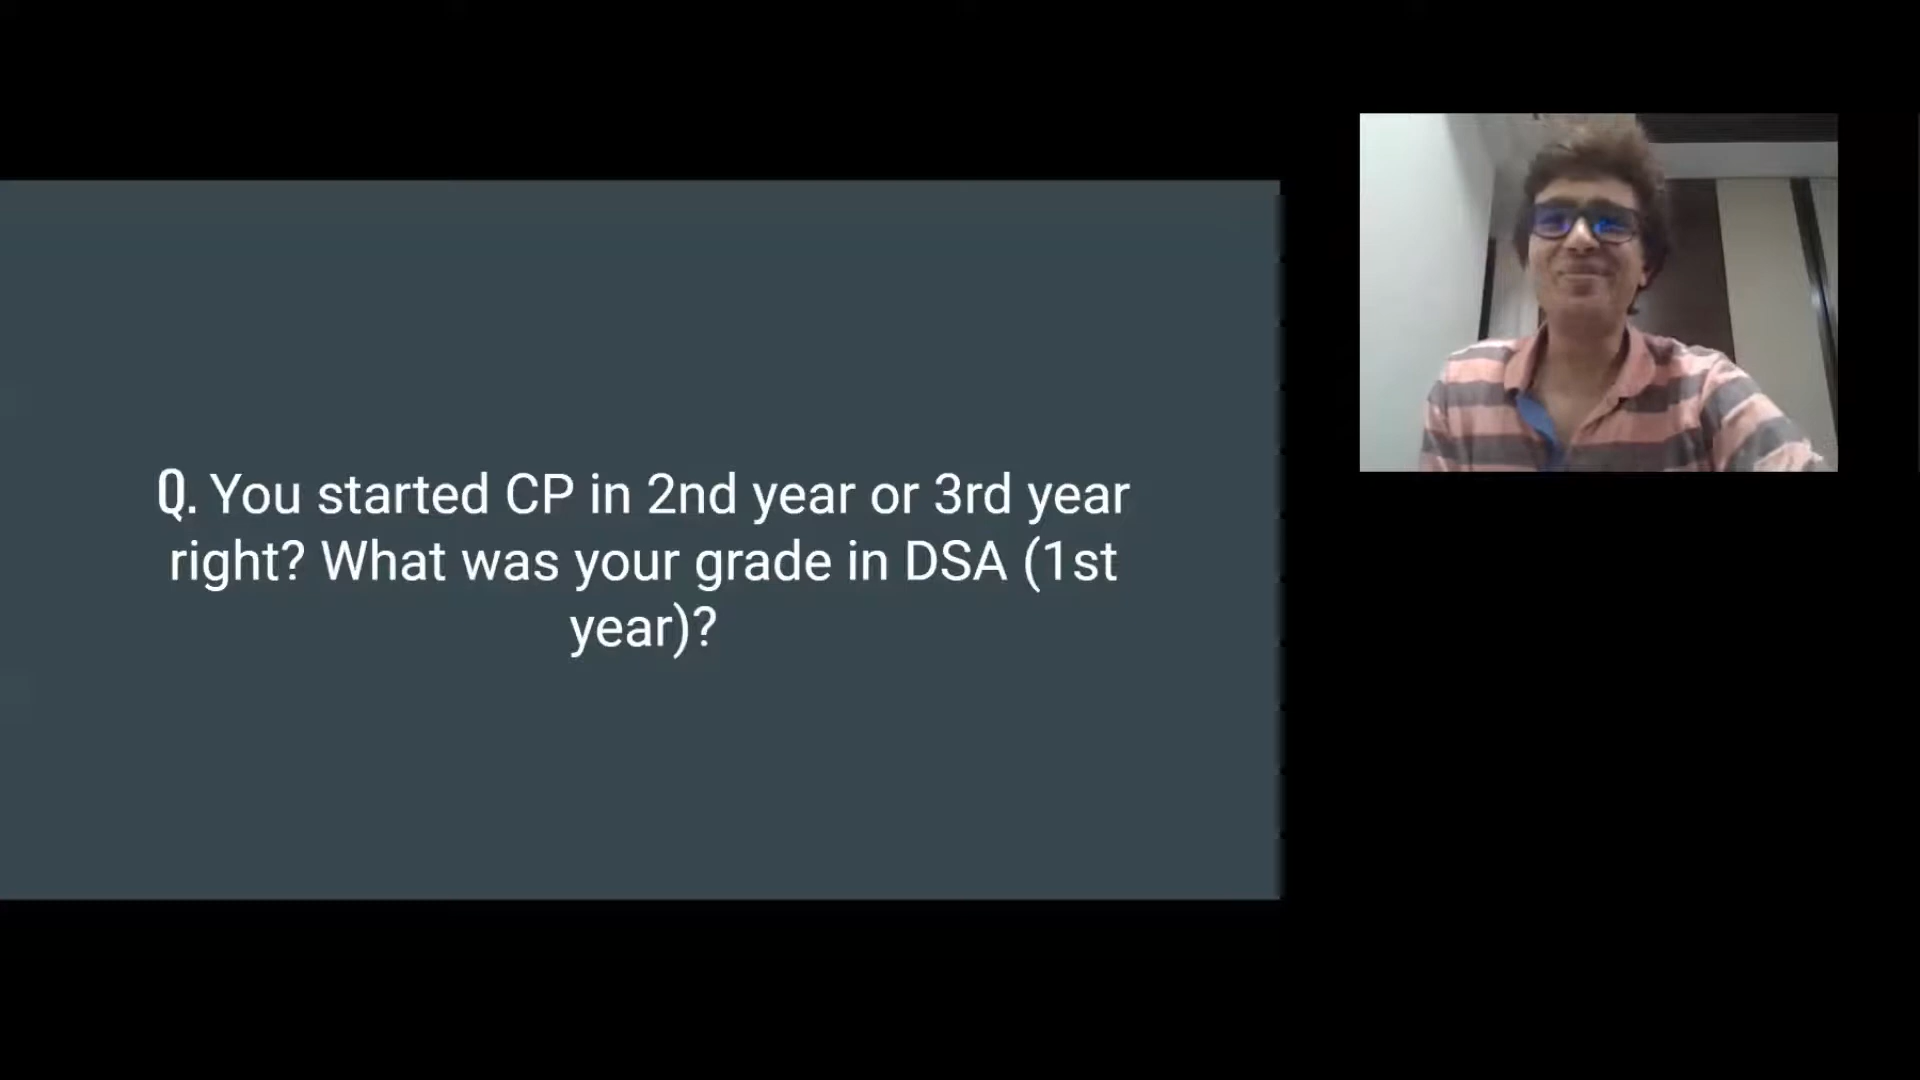 Q. You started CP in 2nd year or 3rd year
right? What was your grade in DSA (1st
year)?